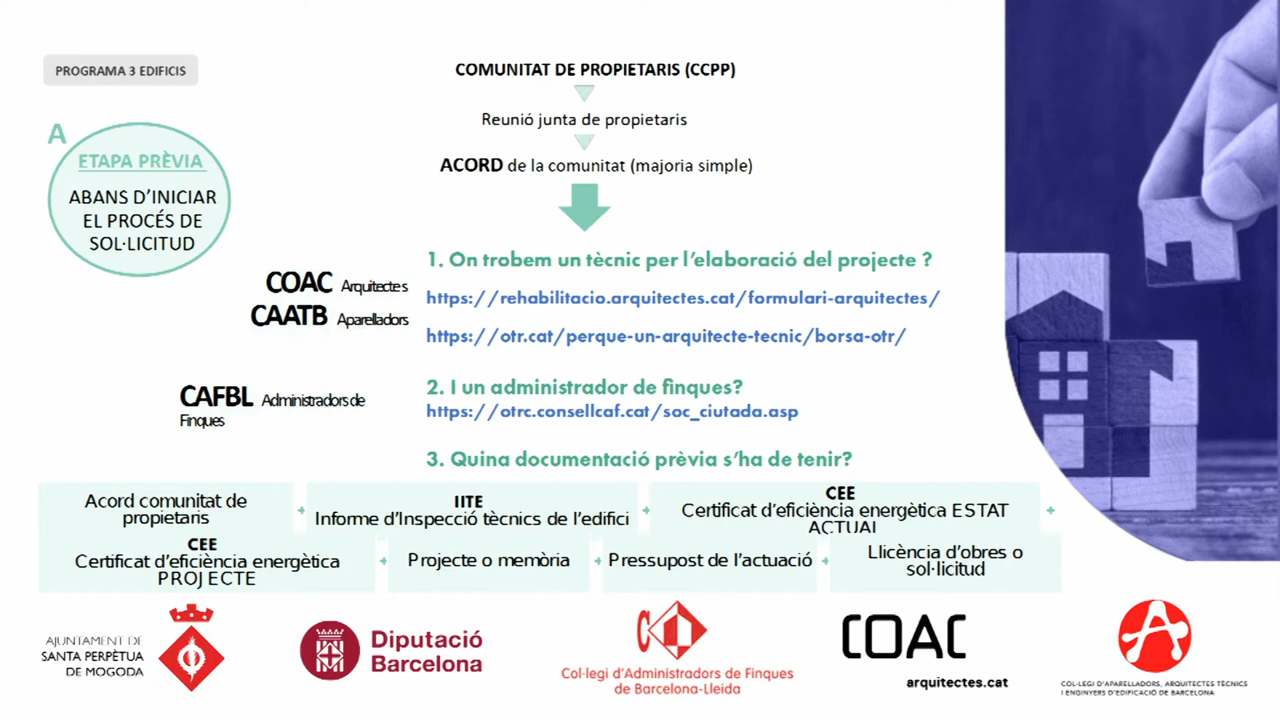 PROGRAMA 3 EDIFICIS
COMUNITAT DE PROPIETARIS (CCPP)
Reunió junta de propietaris
ACORD de la comunitat (majoria simple)
A
ETAPA PRÈVIA
ABANS D'INICIAR
EL PROCÉS DE
SOL·LICITUD
1. On trobem un tècnic per l'elaboració del projecte ?
COAC Arquitectes
https://rehabilitacio.arquitectes.cat/formulari-arquitectes/
CAATB Aparelladors
https://otr.cat/perque-un-arquitecte-tecnic/borsa-otr/
2. I un administrador de finques?
CAFBL Administradors de
Finques
https://otrc.consellcaf.cat/soc_ciutada.asp
3. Quina documentació prèvia s'ha de tenir?
Acord comunitat de
propietaris
+
IITE
Informe d'Inspecció tècnics de l'edifici
+
CEE
Certificat d'eficiència energètica ESTAT
ACTUAL
+
CEE
Certificat d'eficiència energètica
PROJECTE
+
Projecte o memòria
+
Pressupost de l'actuació
+
Llicència d'obres o
sol·licitud
AJUNTAMENT DE
SANTA PERPÈTUA
DE MOGODA
Diputació
Barcelona
Col·legi d'Administradors de Finques
de Barcelona-Lleida
COAC
arquitectes.cat
COL·LEGI D'APARELLADORS, ARQUITECTES TÈCNICS
I ENGINYERS D'EDIFICACIÓ DE BARCELONA